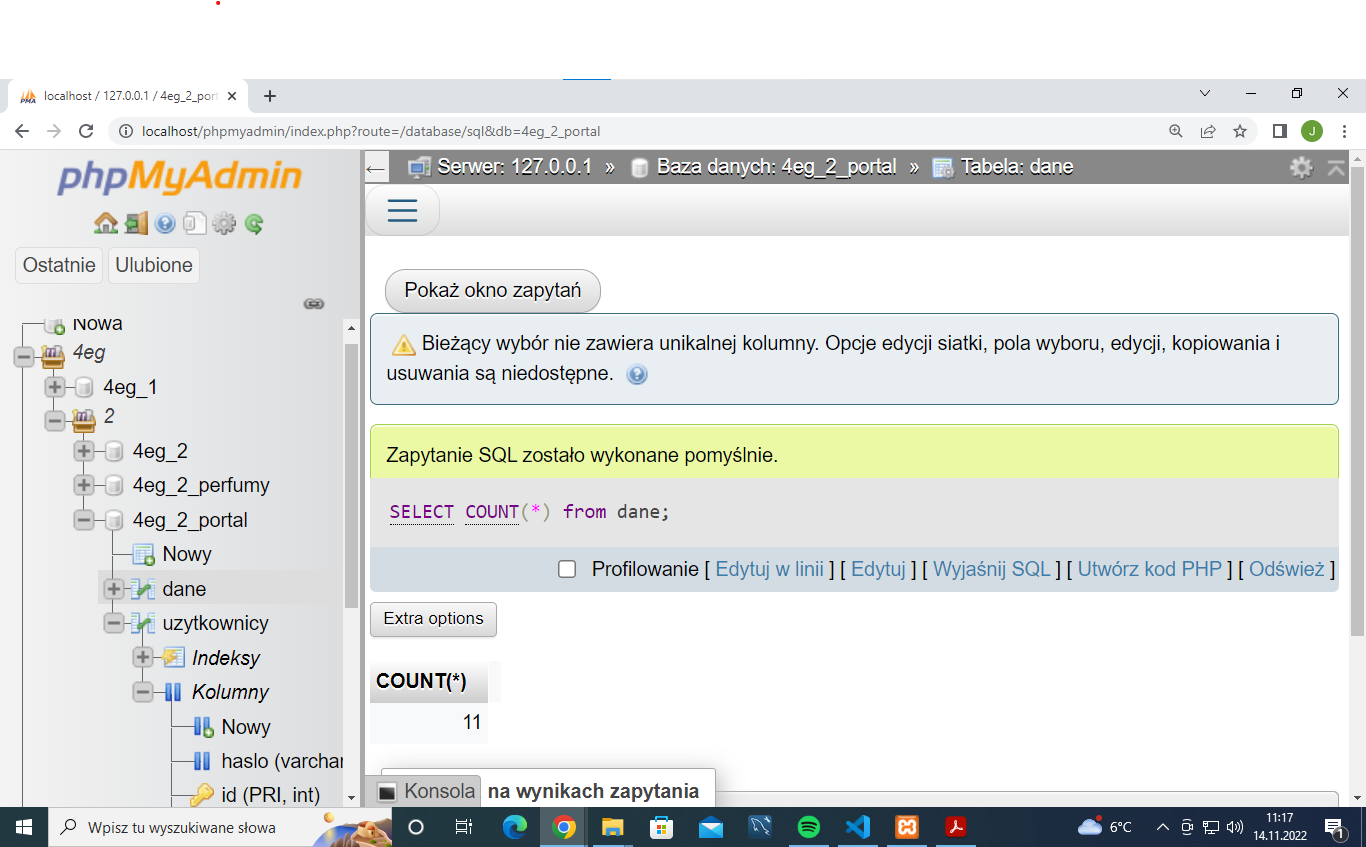 localhost / 127.0.0.1 / 4eg_2_port
localhost/phpmyadmin/index.php?route=/database/sql&db=4eg_2_portal
J
phpMyAdmin
Serwer: 127.0.0.1 » Baza danych: 4eg_2_portal » Tabela: dane
Ostatnie Ulubione
Nowa
4eg
4eg_1
2
4eg_2
4eg_2_perfumy
4eg_2_portal
Nowy
dane
uzytkownicy
Indeksy
Kolumny
Nowy
haslo (varchar
id (PRI, int)
Pokaż okno zapytań
Bieżący wybór nie zawiera unikalnej kolumny. Opcje edycji siatki, pola wyboru, edycji, kopiowania i
usuwania są niedostępne.
Zapytanie SQL zostało wykonane pomyślnie.
SELECT COUNT(*) from dane;
Profilowanie [ Edytuj w linii ] [ Edytuj ] [ Wyjaśnij SQL ] [ Utwórz kod PHP ] [ Odśwież ]
Extra options
COUNT(*)
11
Konsola na wynikach zapytania
Wpisz tu wyszukiwane słowa
6°C
11:17
14.11.2022
1